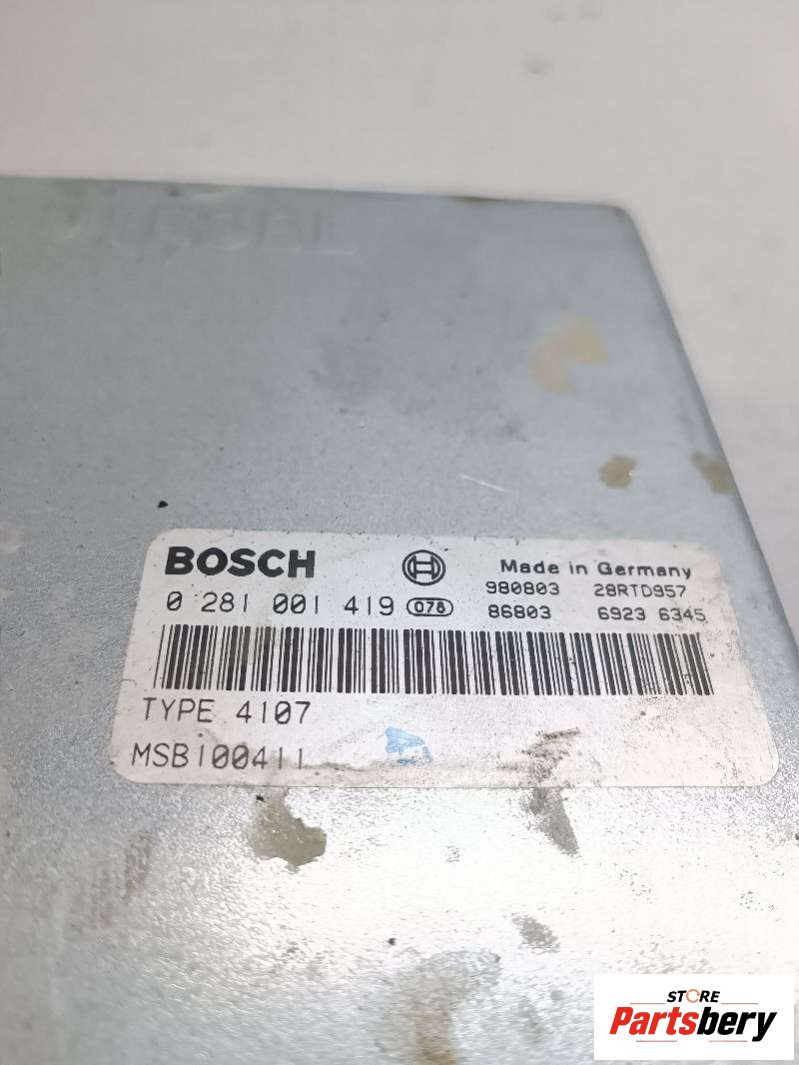 BOSCH
Made in Germany
0 281 001 419 078
980803 28RTD957
86803 6923 6345
TYPE 4107
MSB100411
STORE
Partsbery